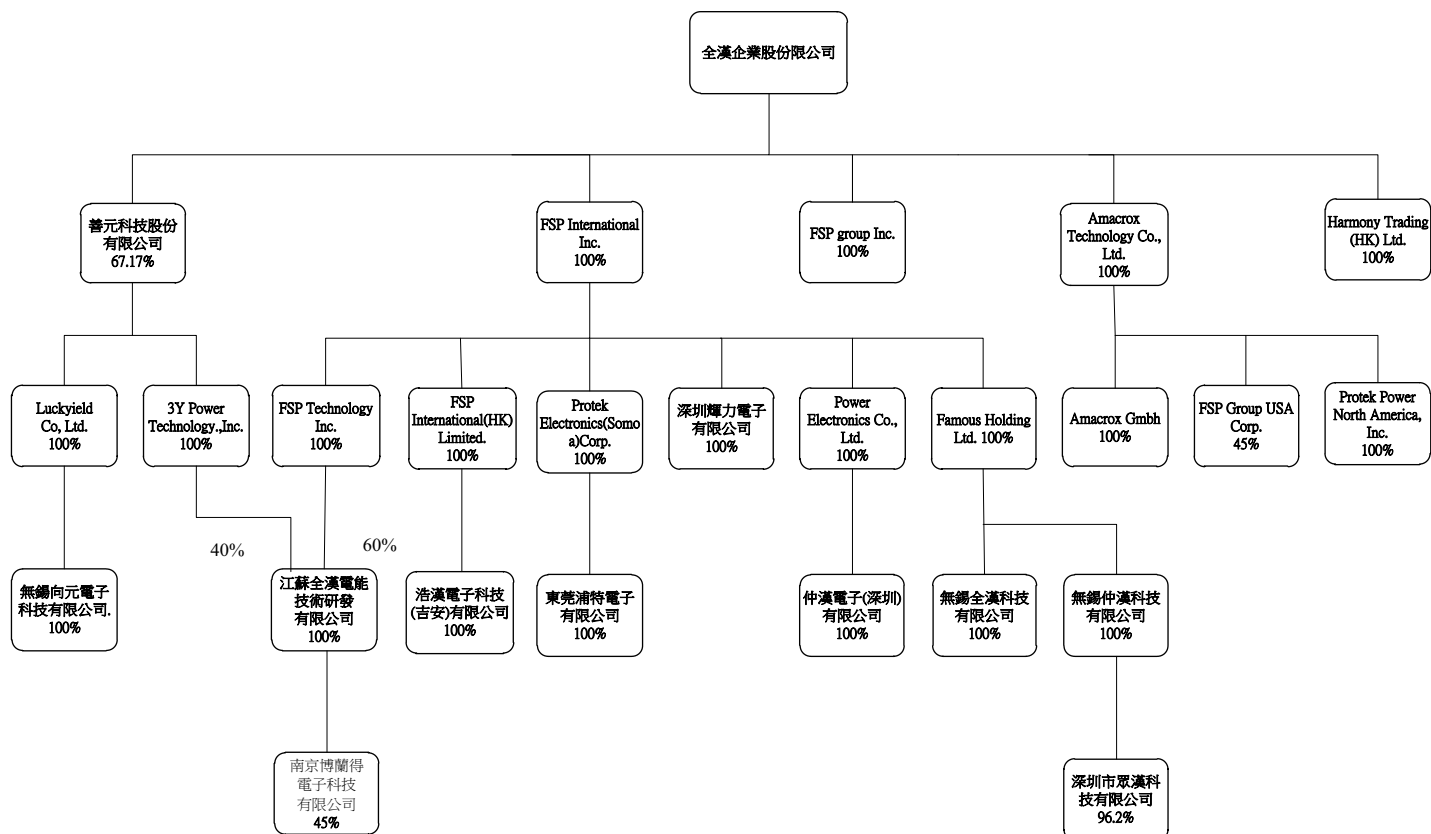 全漢企業股份限公司
善元科技股份
有限公司
67.17%
FSP International
Inc.
100%
FSP group Inc.
100%
Amacrox
Technology Co.,
Ltd.
100%
Harmony Trading
(HK) Ltd.
100%
Luckyield
Co, Ltd.
100%
3Y Power
Technology.,Inc.
100%
FSP Technology
Inc.
100%
FSP
International(HK)
Limited.
100%
Protek
Electronics(Somo
a)Corp.
100%
深圳輝力電子
有限公司
100%
Power
Electronics Co.,
Ltd.
100%
Famous Holding
Ltd. 100%
Amacrox Gmbh
100%
FSP Group USA
Corp.
45%
Protek Power
North America,
Inc.
100%
40%
60%
無錫向元電子
科技有限公司.
100%
江蘇全漢電能
技術研發
有限公司
100%
浩漢電子科技
(吉安)有限公司
100%
東莞浦特電子
有限公司
100%
仲漢電子(深圳)
有限公司
100%
無錫全漢科技
有限公司
100%
無錫仲漢科技
有限公司
100%
南京博蘭得
電子科技
有限公司
45%
深圳市眾漢科
技有限公司
96.2%